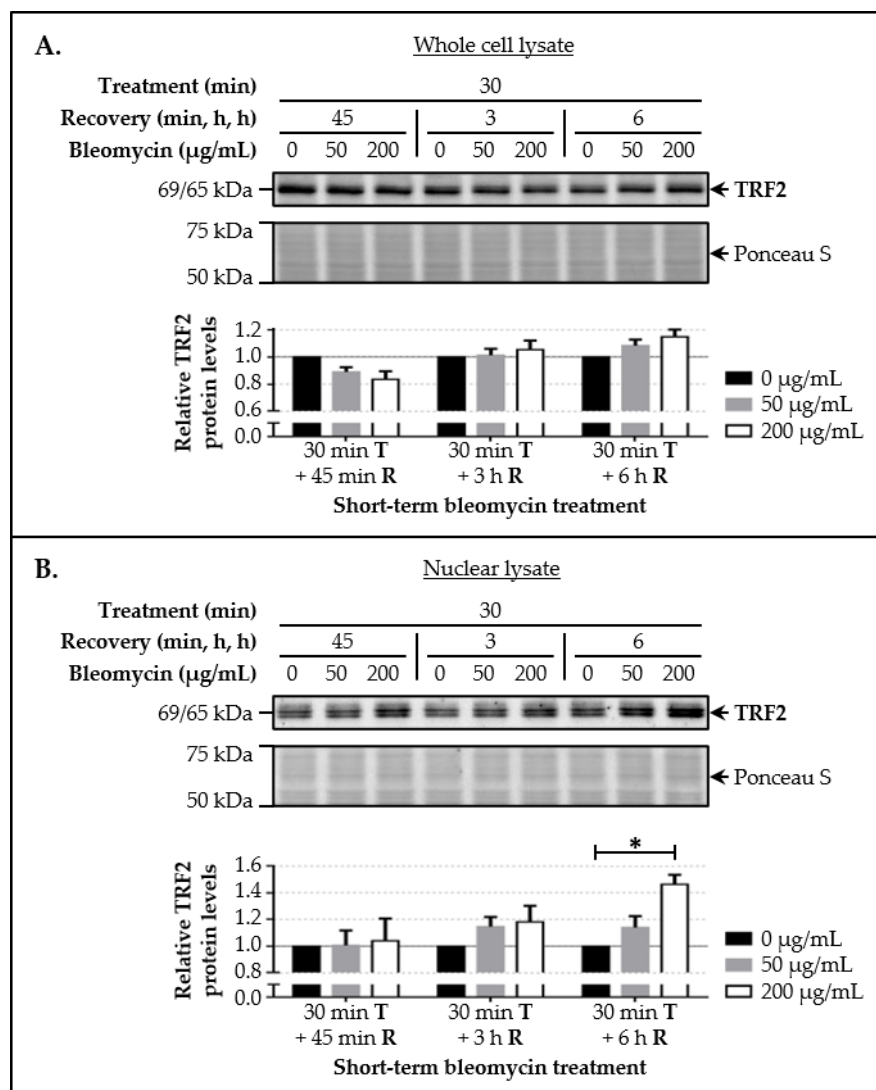 A.
Whole cell lysate
Treatment (min) 30
Recovery (min, h, h) 45 3 6
Bleomycin (µg/mL) 0 50 200 0 50 200 0 50 200
69/65 kDa TRF2
75 kDa
Ponceau S
50 kDa
Relative TRF2
protein levels
1.2
1.0
0.8
0.6
0.0
0 µg/mL
50 µg/mL
200 µg/mL
30 min T 30 min T 30 min T
+ 45 min R + 3 h R + 6 h R
Short-term bleomycin treatment
B.
Nuclear lysate
Treatment (min) 30
Recovery (min, h, h) 45 3 6
Bleomycin (µg/mL) 0 50 200 0 50 200 0 50 200
69/65 kDa TRF2
75 kDa
Ponceau S
50 kDa
*
Relative TRF2
protein levels
1.6
1.4
1.2
1.0
0.8
0.0
0 µg/mL
50 µg/mL
200 µg/mL
30 min T 30 min T 30 min T
+ 45 min R + 3 h R + 6 h R
Short-term bleomycin treatment